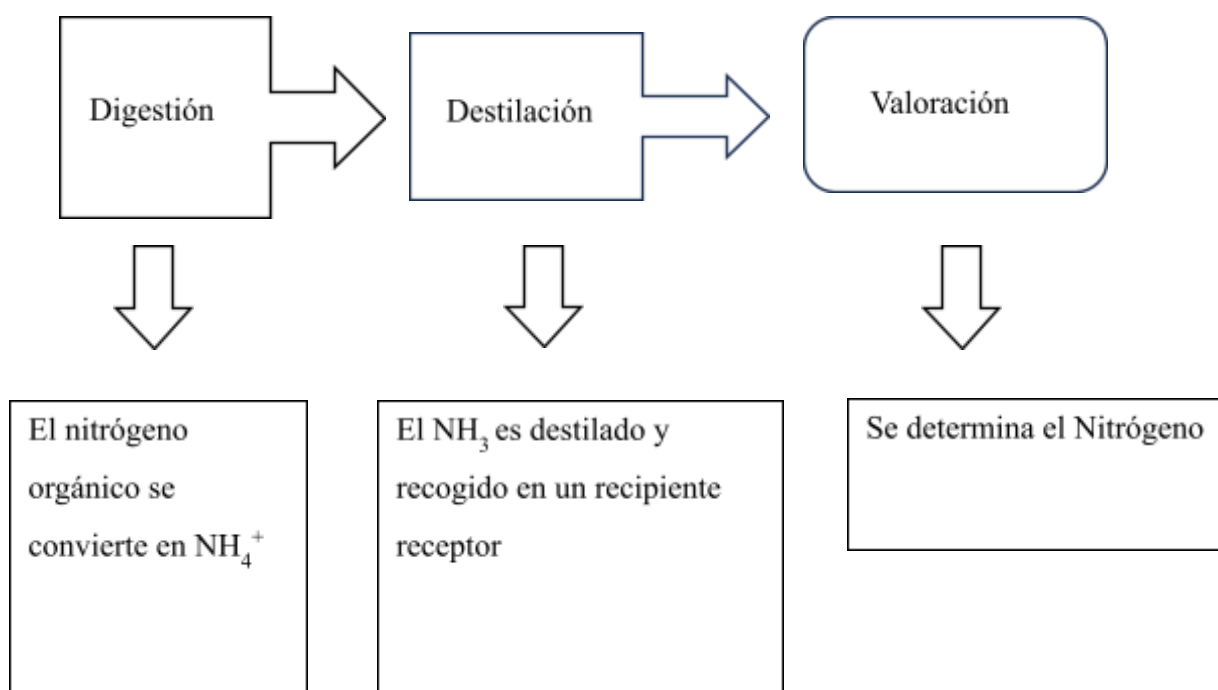 Digestión
Destilación
Valoración
El nitrógeno
orgánico se
convierte en NH₄⁺
El NH₃ es destilado y
recogido en un recipiente
receptor
Se determina el Nitrógeno